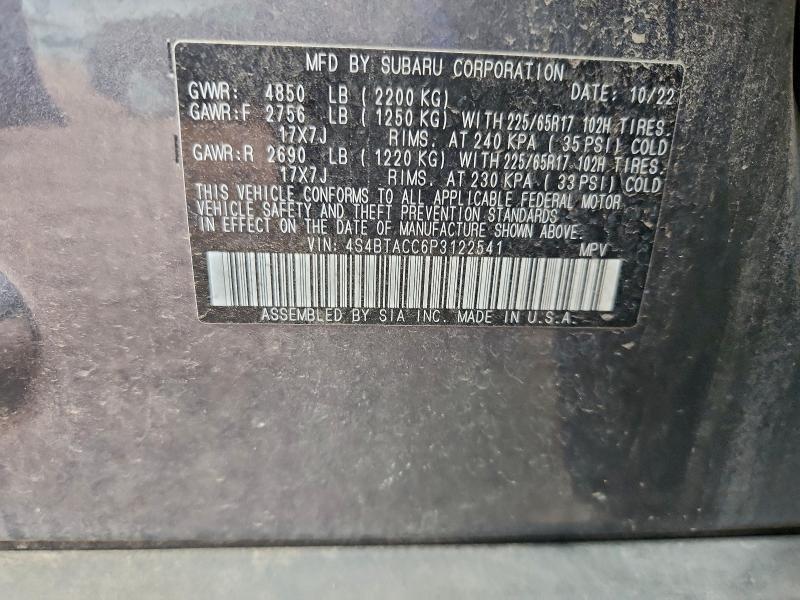 MFD BY SUBARU CORPORATION
GVWR: 4850 LB (2200 KG) DATE: 10/22
GAWR:F 2756 LB (1250 KG) WITH 225/65R17 102H TIRES.
17X7J RIMS. AT 240 KPA (35 PSI) COLD
GAWR:R 2690 LB (1220 KG) WITH 225/65R17 102H TIRES.
17X7J RIMS. AT 230 KPA (33 PSI) COLD
THIS VEHICLE CONFORMS TO ALL APPLICABLE FEDERAL MOTOR
VEHICLE SAFETY AND THEFT PREVENTION STANDARDS
IN EFFECT ON THE DATE OF MANUFACTURE SHOWN ABOVE.
VIN: 4S4BTACC6P3122541 MPV
ASSEMBLED BY SIA INC. MADE IN U.S.A.